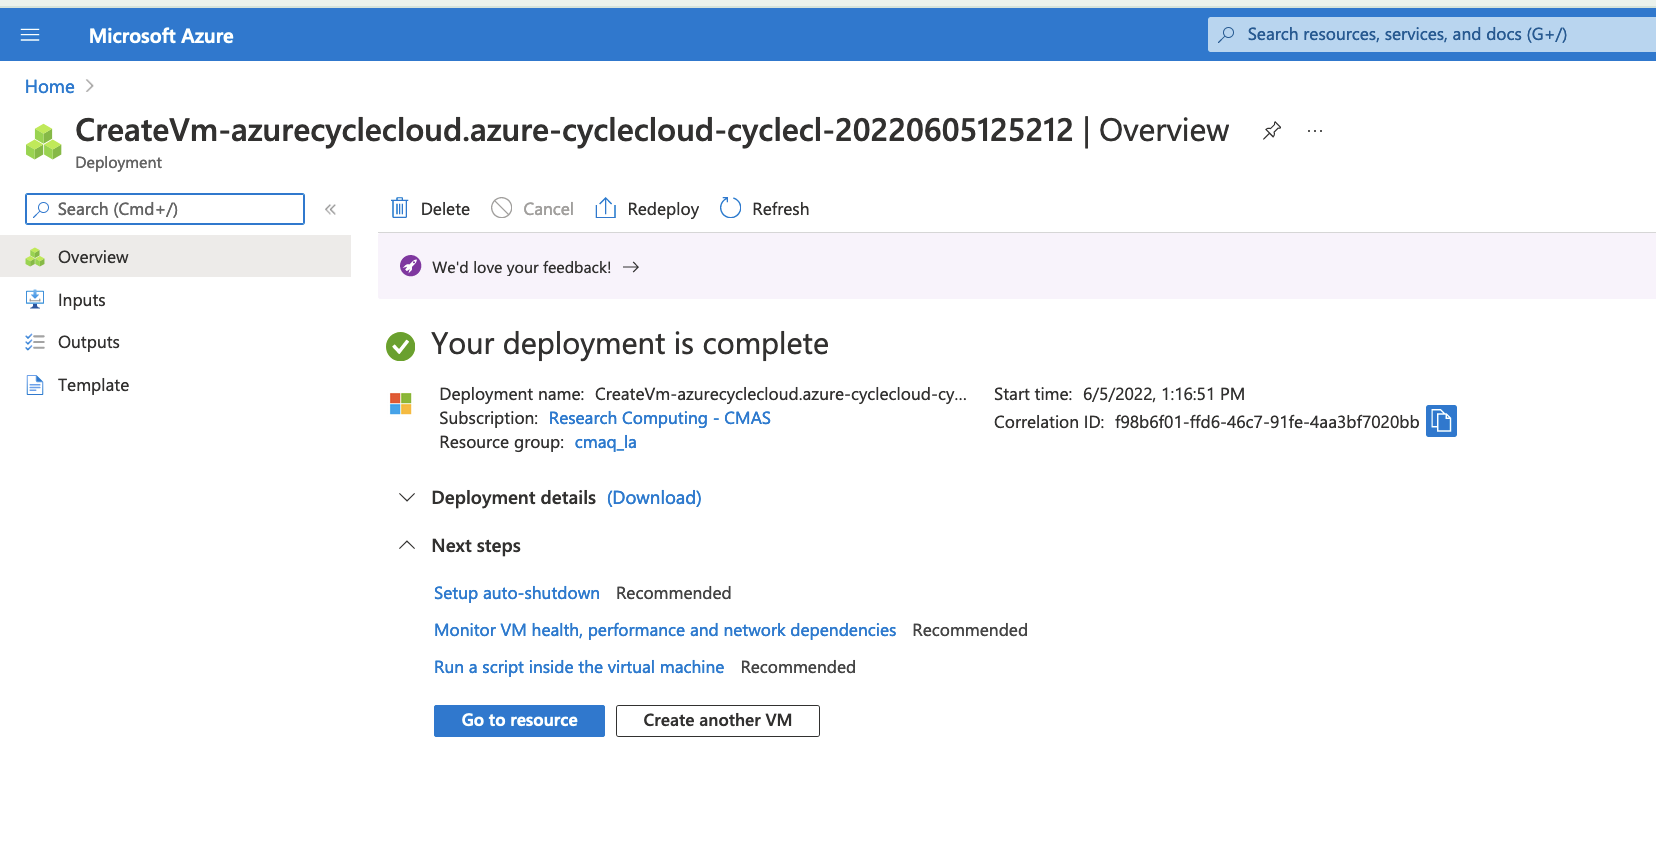 Microsoft Azure
Search resources, services, and docs (G+/)
Home
CreateVm-azurecyclecloud.azure-cyclecloud-cyclecl-20220605125212 | Overview
Deployment
Search (Cmd+/)
Overview
Inputs
Outputs
Template
Delete Cancel Redeploy Refresh
We'd love your feedback! →
Your deployment is complete
Deployment name: CreateVm-azurecyclecloud.azure-cyclecloud-cy...
Subscription: Research Computing - CMAS
Resource group: cmaq_la
Start time: 6/5/2022, 1:16:51 PM
Correlation ID: f98b6f01-ffd6-46c7-91fe-4aa3bf7020bb
Deployment details (Download)
Next steps
Setup auto-shutdown Recommended
Monitor VM health, performance and network dependencies Recommended
Run a script inside the virtual machine Recommended
Go to resource Create another VM